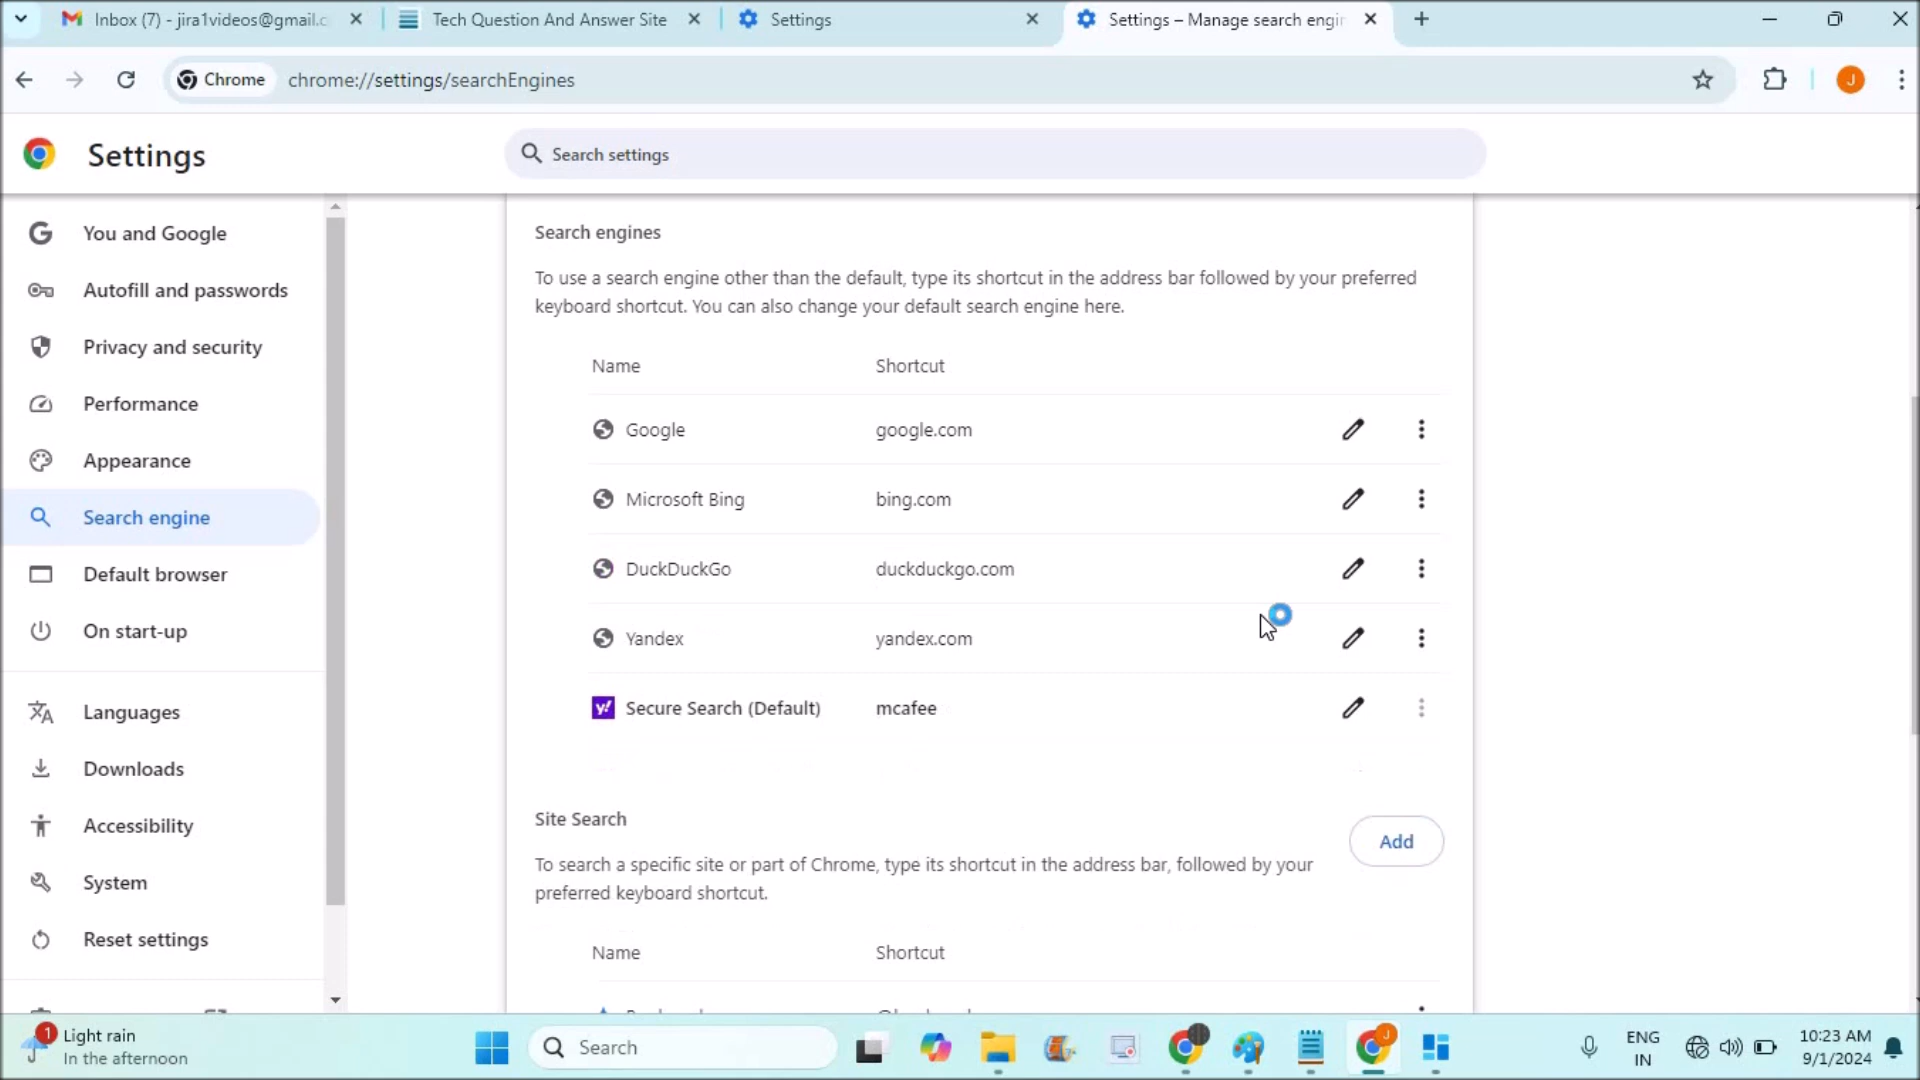 Inbox (7) - jira1videos@gmail.c
Tech Question And Answer Site
Settings
Settings – Manage search engin
Chrome
chrome://settings/searchEngines
J
Settings
Search settings
You and Google
Autofill and passwords
Privacy and security
Performance
Appearance
Search engine
Default browser
On start-up
Languages
Downloads
Accessibility
System
Reset settings
Search engines
To use a search engine other than the default, type its shortcut in the address bar followed by your preferred
keyboard shortcut. You can also change your default search engine here.
Name Shortcut
Google google.com
Microsoft Bing bing.com
DuckDuckGo duckduckgo.com
Yandex yandex.com
y! Secure Search (Default) mcafee
Site Search
Add
To search a specific site or part of Chrome, type its shortcut in the address bar, followed by your
preferred keyboard shortcut.
Name Shortcut
1
Light rain
In the afternoon
Search
J
ENG
IN
10:23 AM
9/1/2024